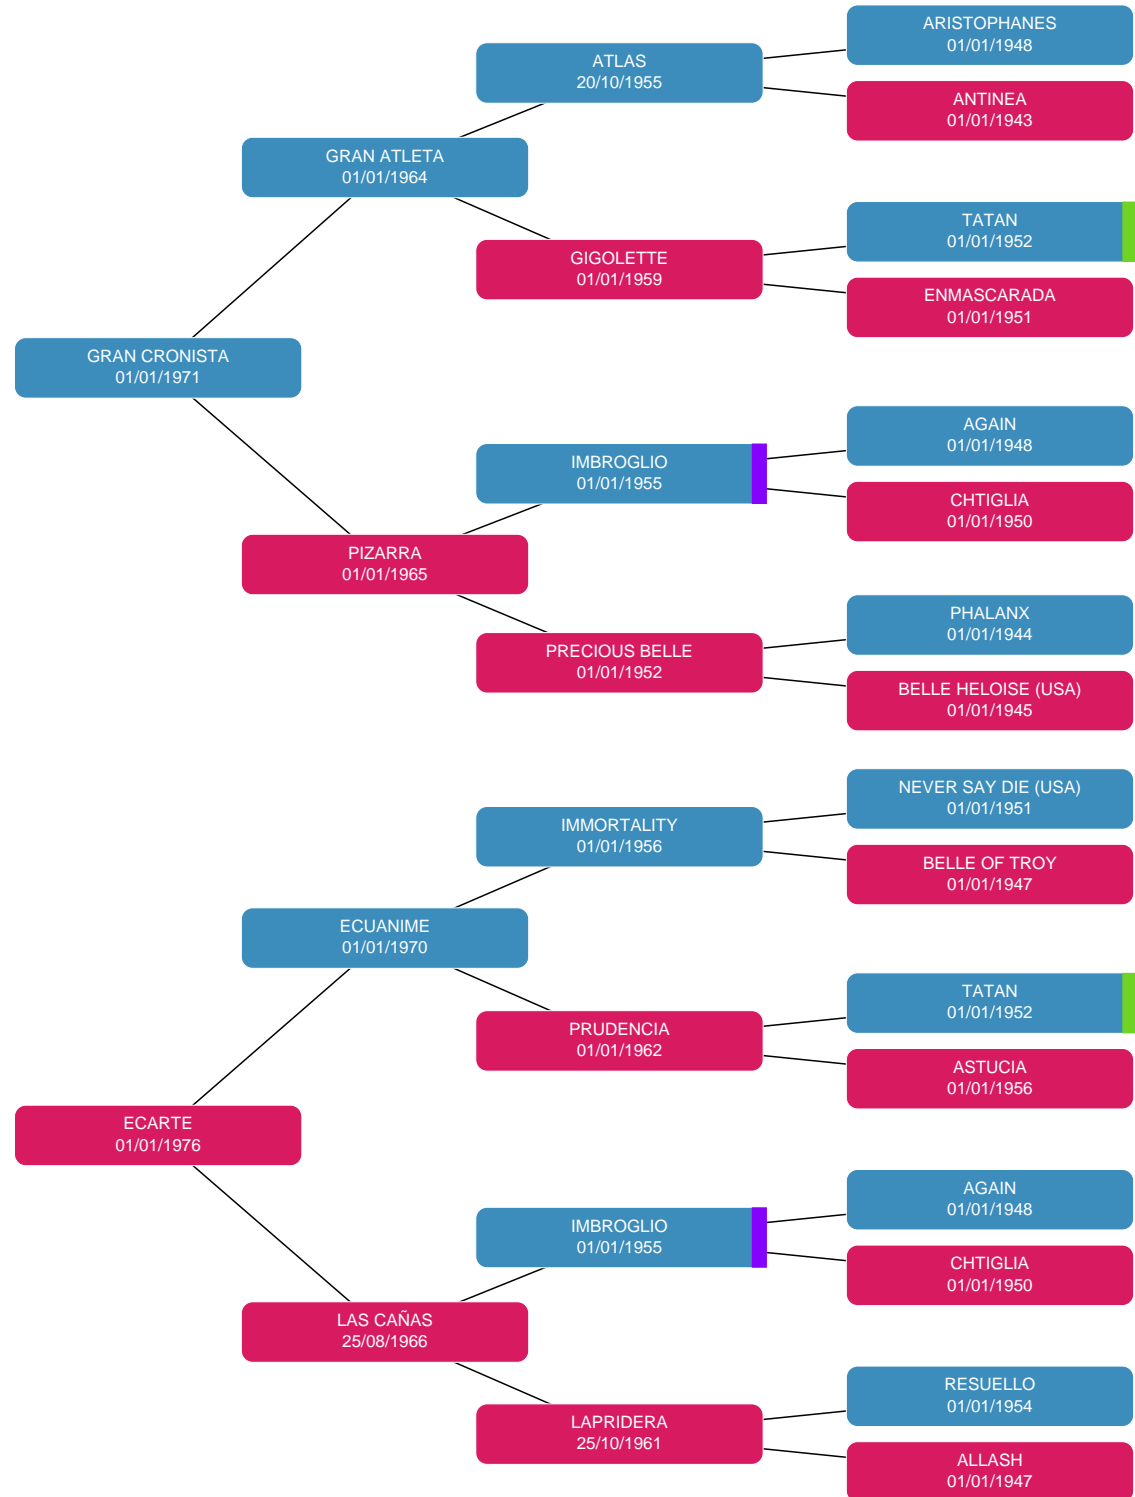 ARISTOPHANES
01/01/1948
ATLAS
20/10/1955
ANTINEA
01/01/1943
GRAN ATLETA
01/01/1964
TATAN
01/01/1952
GIGOLETTE
01/01/1959
ENMASCARADA
01/01/1951
GRAN CRONISTA
01/01/1971
AGAIN
01/01/1948
IMBROGLIO
01/01/1955
CHTIGLIA
01/01/1950
PIZARRA
01/01/1965
PHALANX
01/01/1944
PRECIOUS BELLE
01/01/1952
BELLE HELOISE (USA)
01/01/1945
NEVER SAY DIE (USA)
01/01/1951
IMMORTALITY
01/01/1956
BELLE OF TROY
01/01/1947
ECUANIME
01/01/1970
TATAN
01/01/1952
PRUDENCIA
01/01/1962
ASTUCIA
01/01/1956
ECARTE
01/01/1976
AGAIN
01/01/1948
IMBROGLIO
01/01/1955
CHTIGLIA
01/01/1950
LAS CAÑAS
25/08/1966
RESUELLO
01/01/1954
LAPRIDERA
25/10/1961
ALLASH
01/01/1947